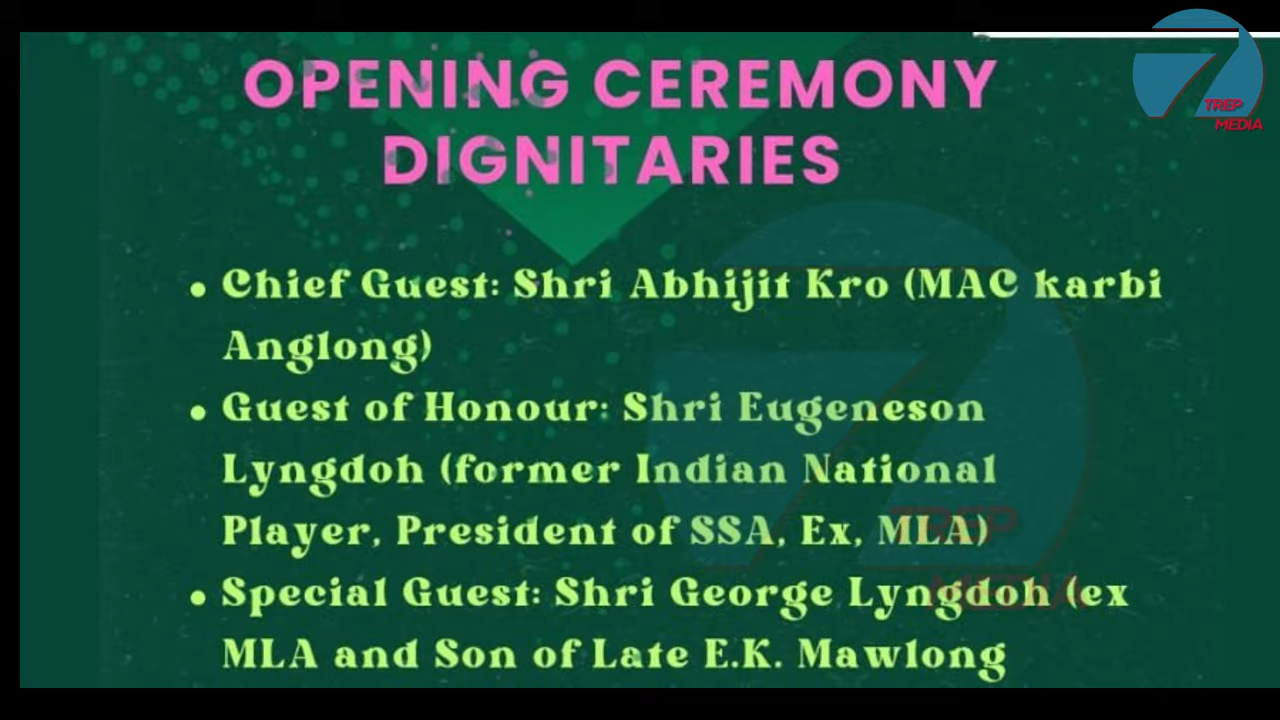 OPENING CEREMONY
DIGNITARIES
• Chief Guest: Shri Abhijit Kro (MAC karbi
Anglong)
• Guest of Honour: Shri Eugeneson
Lyngdoh (former Indian National
Player, President of SSA, Ex, MLA)
• Special Guest: Shri George Lyngdoh (ex
MLA and Son of Late E.K. Mawlong
7 TREP
MEDIA
TREP
MEDIA